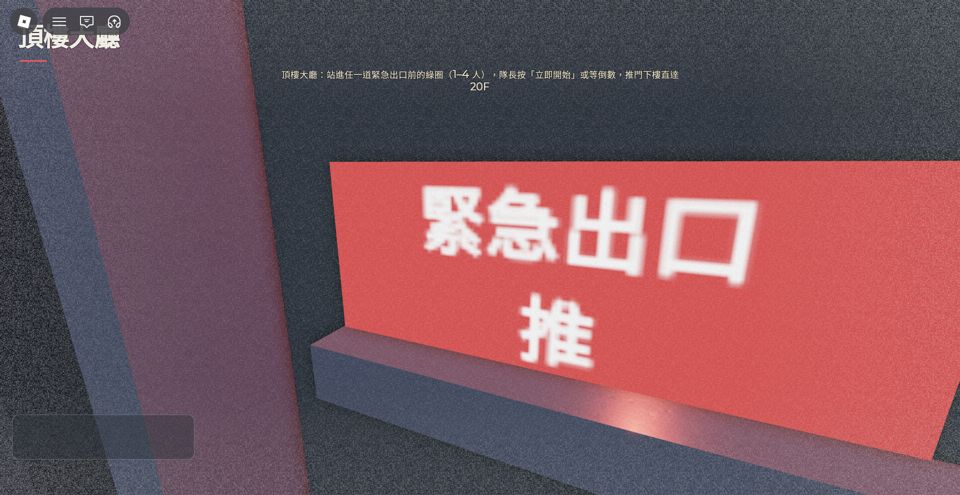 頂樓大廳
頂樓大廳：站進任一道緊急出口前的綠圈（1–4 人），隊長按「立即開始」或等倒數，推門下樓直達
20F
緊急出口
推